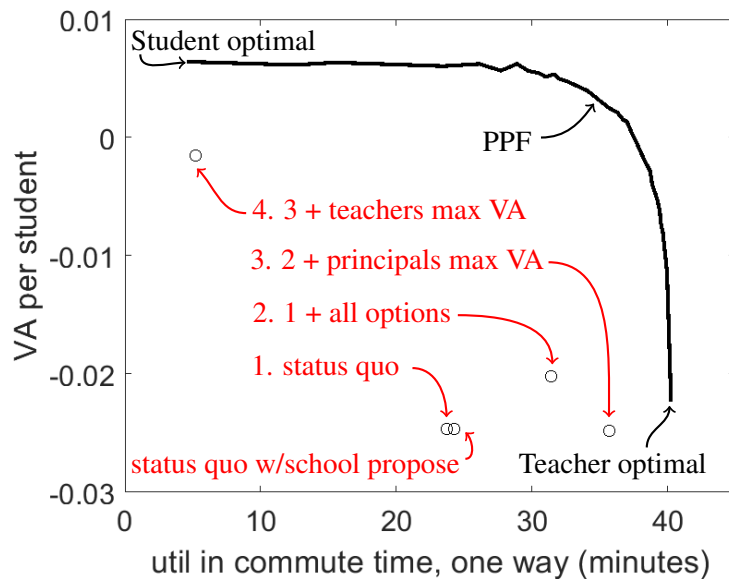 0.01
Student optimal
0
PPF
4. 3 + teachers max VA
-0.01
3. 2 + principals max VA
2. 1 + all options
-0.02
1. status quo
status quo w/school propose
Teacher optimal
-0.03
0 10 20 30 40
util in commute time, one way (minutes)
VA per student